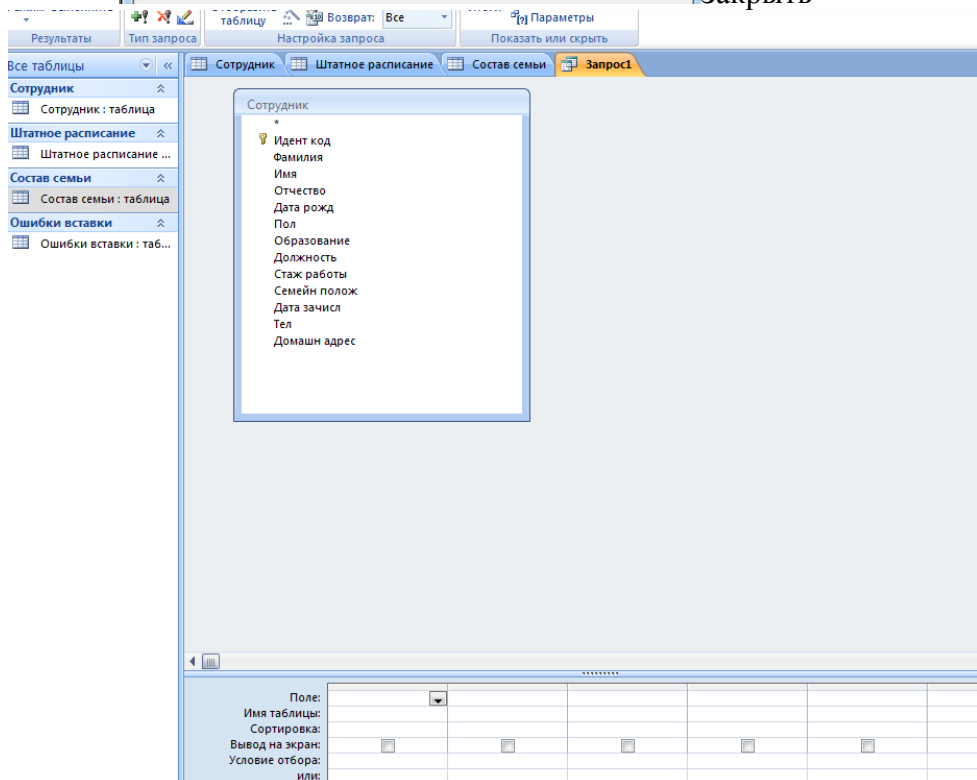 Закрыть
таблицу
Возврат: Все
Параметры
Результаты
Тип запроса
Настройка запроса
Показать или скрыть
Все таблицы
Сотрудник
Сотрудник : таблица
Штатное расписание
Штатное расписание ...
Состав семьи
Состав семьи : таблица
Ошибки вставки
Ошибки вставки : таб...
Сотрудник
Штатное расписание
Состав семьи
Запрос1
Сотрудник
*
Идент код
Фамилия
Имя
Отчество
Дата рожд
Пол
Образование
Должность
Стаж работы
Семейн полож
Дата зачисл
Тел
Домашн адрес
Поле:
Имя таблицы:
Сортировка:
Вывод на экран:
Условие отбора:
или: